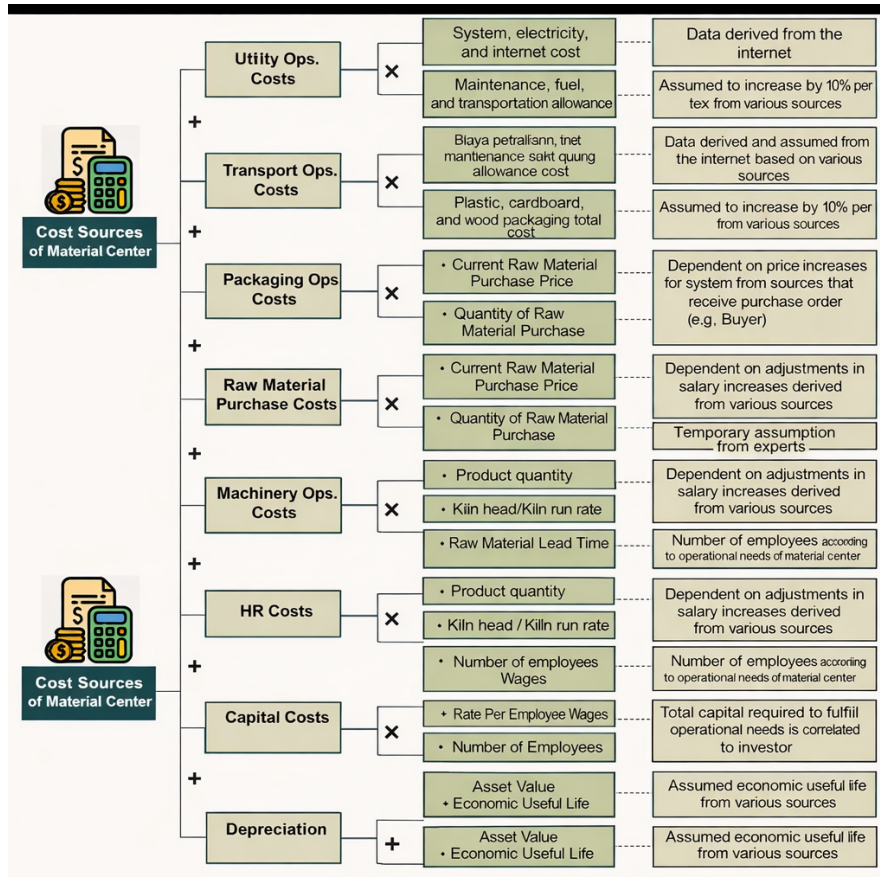 System, electricity,
and internet cost
Data derived from the
internet
Utility Ops.
Costs
×
Maintenance, fuel,
and transportation allowance
Assumed to increase by 10% per
tex from various sources
+
Transport Ops.
Costs
×
allowance cost
Data derived and assumed from
the internet based on various
sources
Plastic, cardboard,
and wood packaging total
cost
Assumed to increase by 10% per
from various sources
Cost Sources
of Material Center
+
Packaging Ops
Costs
×
• Current Raw Material
Purchase Price
• Quantity of Raw
Material Purchase
Dependent on price increases
for system from sources that
receive purchase order
(e.g, Buyer)
+
Raw Material
Purchase Costs
×
• Current Raw Material
Purchase Price
Dependent on adjustments in
salary increases derived
from various sources
• Quantity of Raw Material
Purchase
Temporary assumption
from experts
+
Machinery Ops.
Costs
×
• Product quantity
• Kiin head/Kiln run rate
Dependent on adjustments in
salary increases derived
from various sources
• Raw Material Lead Time
Number of employees according
to operational needs of material center
+
HR Costs
×
• Product quantity
• Kiln head / Killn run rate
Dependent on adjustments in
salary increases derived
from various sources
• Number of employees
Wages
Number of employees accoriing
to operational needs of material center
Cost Sources
of Material Center
+
Capital Costs
×
+ Rate Per Employee Wages
• Number of Employees
Total capital required to fulfiil
operational needs is correlated
to investor
+
Depreciation
+
Asset Value
+ Economic Useful Life
Assumed economic useful life
from various sources
Asset Value
• Economic Useful Life
Assumed economic useful life
from various sources